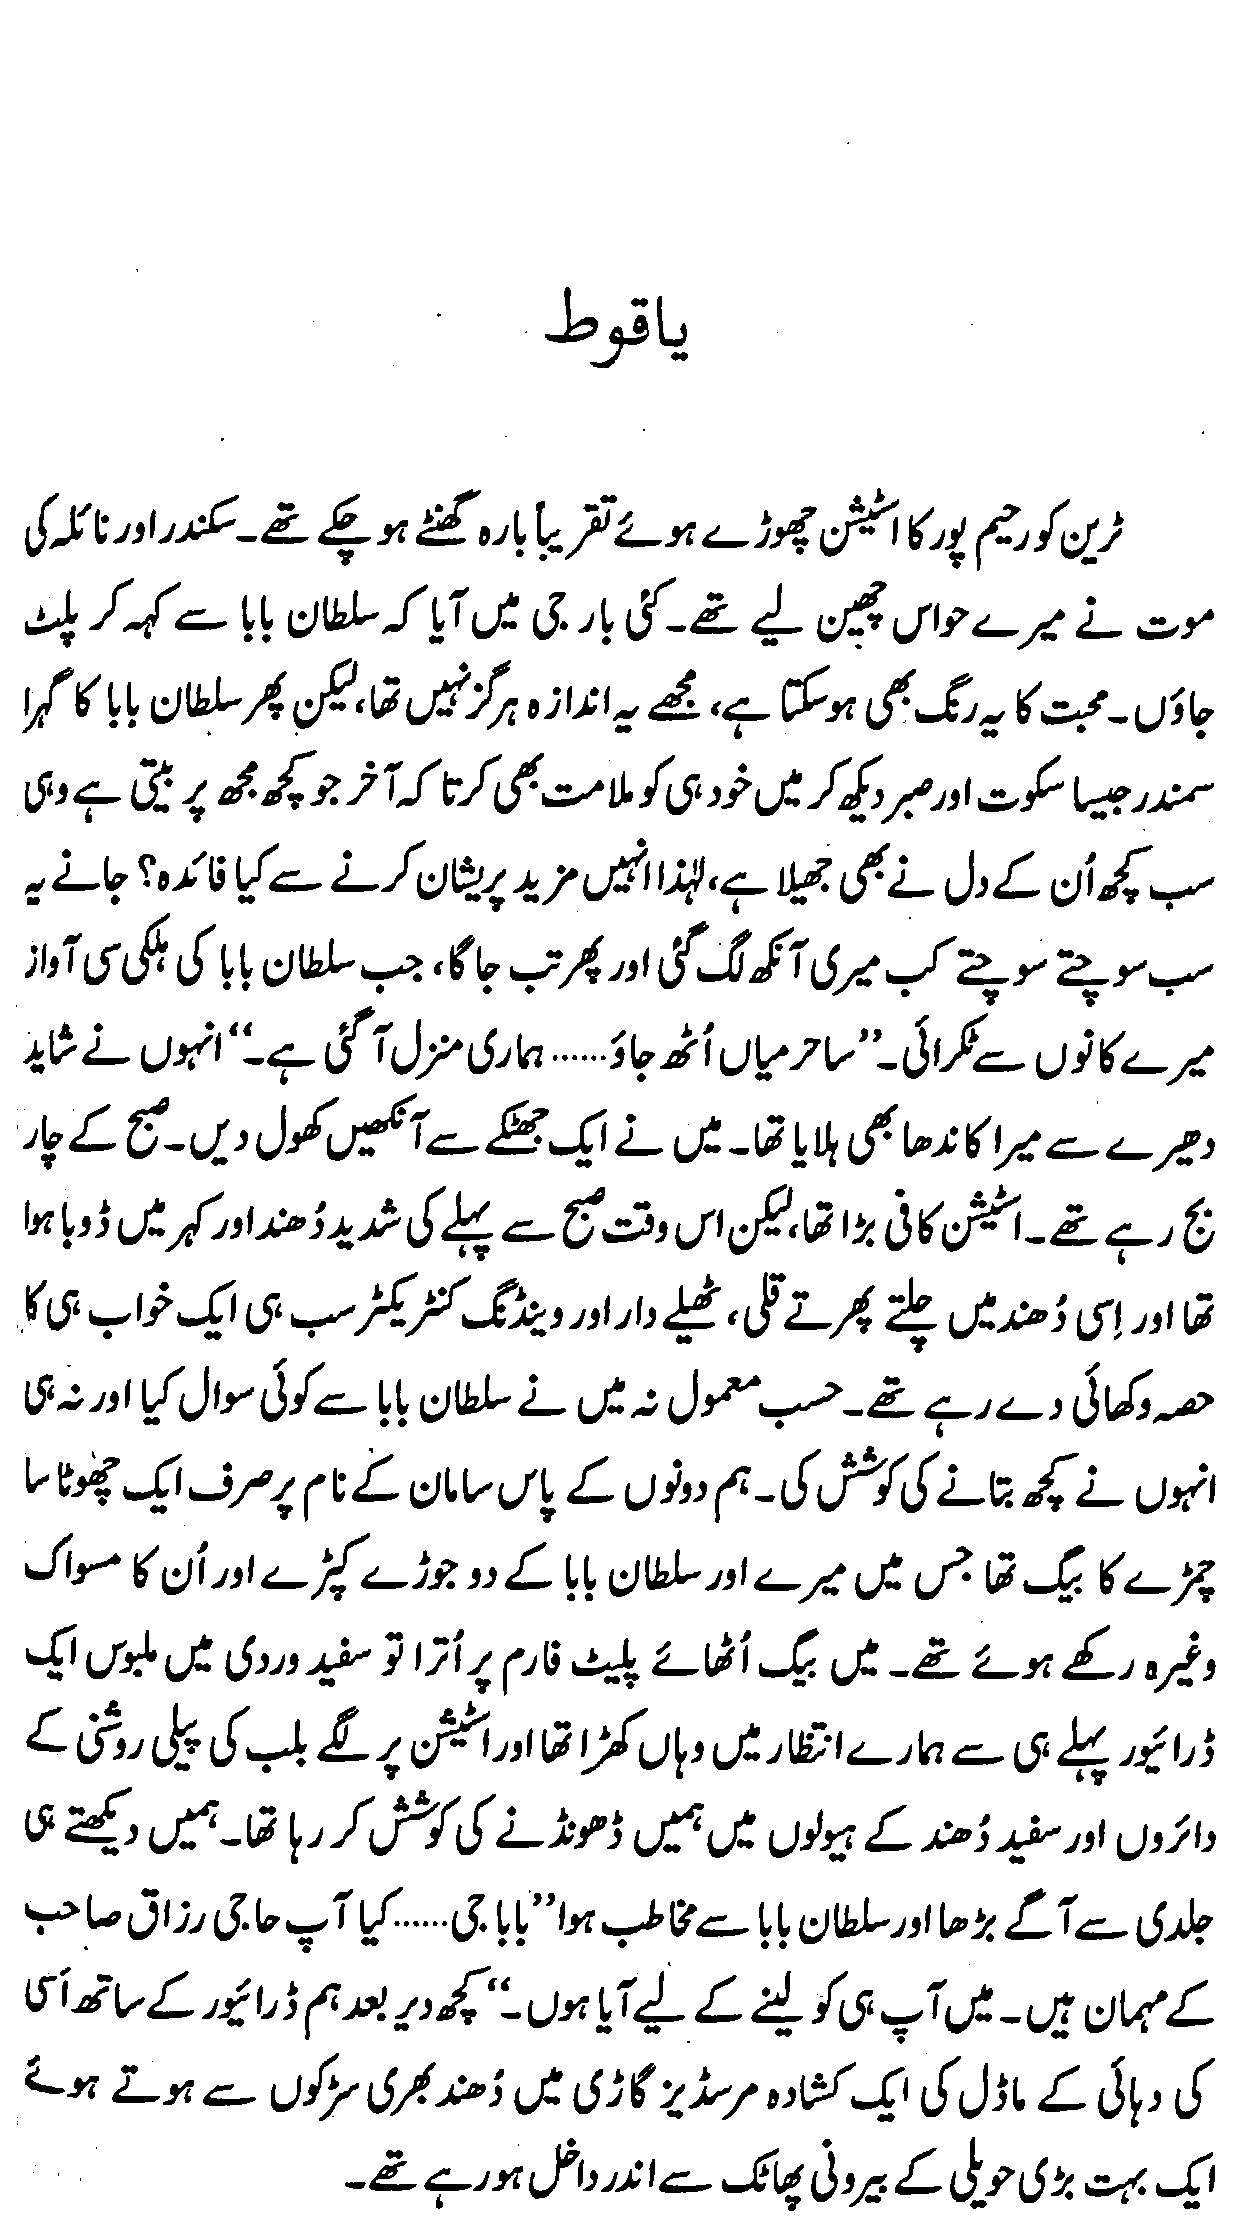 یاقوط
ٹرین کو رحیم پور کا اسٹیشن چھوڑے ہوئے تقریباً بارہ گھنٹے ہو چکے تھے۔ سکندر اور نائلہ کی
موت نے میرے حواس چھین لیے تھے۔ کئی بار جی میں آیا کہ سلطان بابا سے کہہ کر پلٹ
جاؤں۔ محبت کا یہ رنگ بھی ہو سکتا ہے، مجھے یہ اندازہ ہرگز نہیں تھا، لیکن پھر سلطان بابا کا گہرا
سمندر جیسا سکوت اور صبر دیکھ کر میں خود ہی کو ملامت بھی کرتا کہ آخر جو کچھ مجھ پر بیتی ہے وہی
سب کچھ اُن کے دل نے بھی جھیلا ہے، لہٰذا انہیں مزید پریشان کرنے سے کیا فائدہ؟ جانے یہ
سب سوچتے سوچتے کب میری آنکھ لگ گئی اور پھر تب جاگا، جب سلطان بابا کی ہلکی سی آواز
میرے کانوں سے ٹکرائی۔ ”ساحر میاں اُٹھ جاؤ...... ہماری منزل آ گئی ہے۔“ انہوں نے شاید
دھیرے سے میرا کاندھا بھی ہلایا تھا۔ میں نے ایک جھٹکے سے آنکھیں کھول دیں۔ صبح کے چار
بج رہے تھے۔ اسٹیشن کافی بڑا تھا، لیکن اس وقت صبح سے پہلے کی شدید دُھند اور کہر میں ڈوبا ہوا
تھا اور اِسی دُھند میں چلتے پھرتے قلی، ٹھیلے دار اور وینڈنگ کنٹریکٹر سب ہی ایک خواب ہی کا
حصہ دکھائی دے رہے تھے۔ حسب معمول نہ میں نے سلطان بابا سے کوئی سوال کیا اور نہ ہی
انہوں نے کچھ بتانے کی کوشش کی۔ ہم دونوں کے پاس سامان کے نام پر صرف ایک چھوٹا سا
چمڑے کا بیگ تھا جس میں میرے اور سلطان بابا کے دو جوڑے کپڑے اور اُن کا مسواک
وغیرہ رکھے ہوئے تھے۔ میں بیگ اُٹھائے پلیٹ فارم پر اُترا تو سفید وردی میں ملبوس ایک
ڈرائیور پہلے ہی سے ہمارے انتظار میں وہاں کھڑا تھا اور اسٹیشن پر لگے بلب کی پیلی روشنی کے
دائروں اور سفید دُھند کے ہیولوں میں ہمیں ڈھونڈنے کی کوشش کر رہا تھا۔ ہمیں دیکھتے ہی
جلدی سے آگے بڑھا اور سلطان بابا سے مخاطب ہوا ”بابا جی...... کیا آپ حاجی رزاق صاحب
کے مہمان ہیں۔ میں آپ ہی کو لینے کے لیے آیا ہوں۔“ کچھ دیر بعد ہم ڈرائیور کے ساتھ اَسی
کی دہائی کے ماڈل کی ایک کشادہ مرسڈیز گاڑی میں دُھند بھری سڑکوں سے ہوتے ہوئے
ایک بہت بڑی حویلی کے بیرونی پھاٹک سے اندر داخل ہو رہے تھے۔